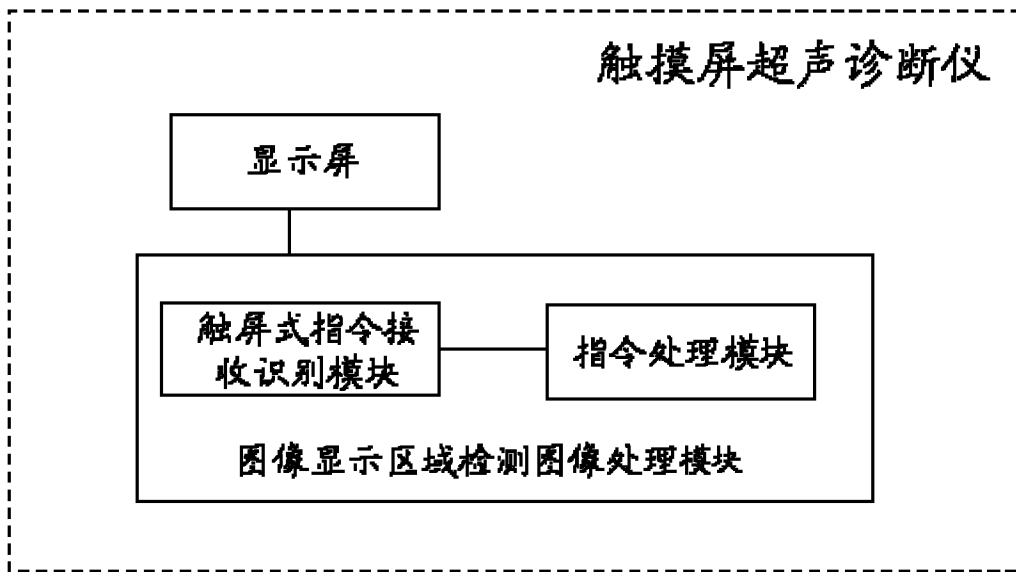 触摸屏超声诊断仪
显示屏
触屏式指令接
收识别模块
指令处理模块
图像显示区域检测图像处理模块